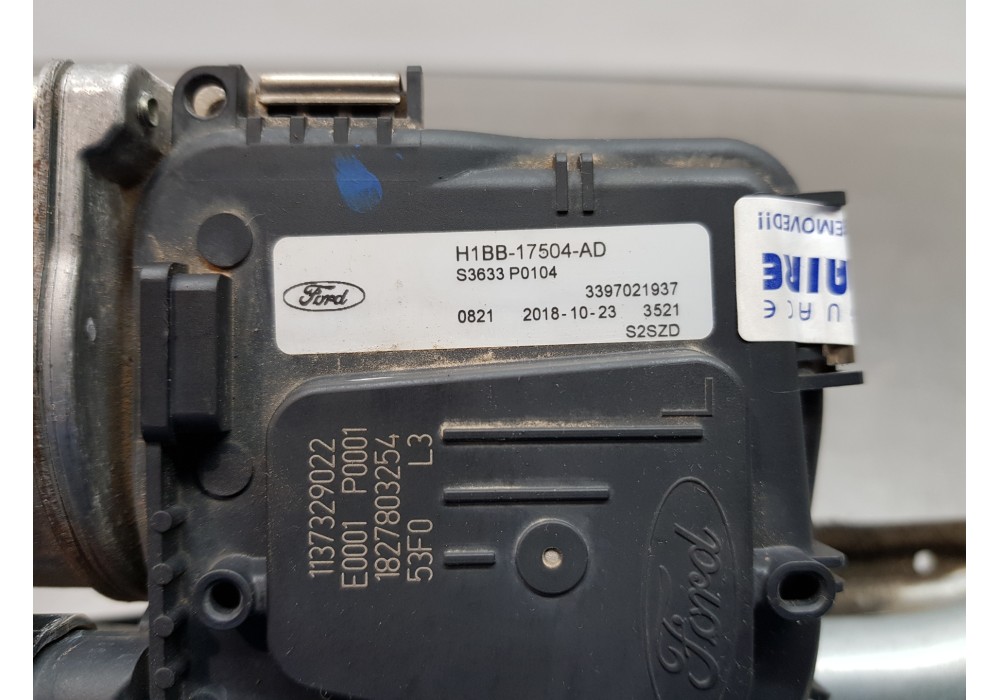 H1BB-17504-AD
S3633 P0104
Ford
3397021937
0821 2018-10-23 3521
S2SZD
EMOVED!!
AIRE
1137329022
E0001 P0001
1827803254
53F0 L3
L
Ford